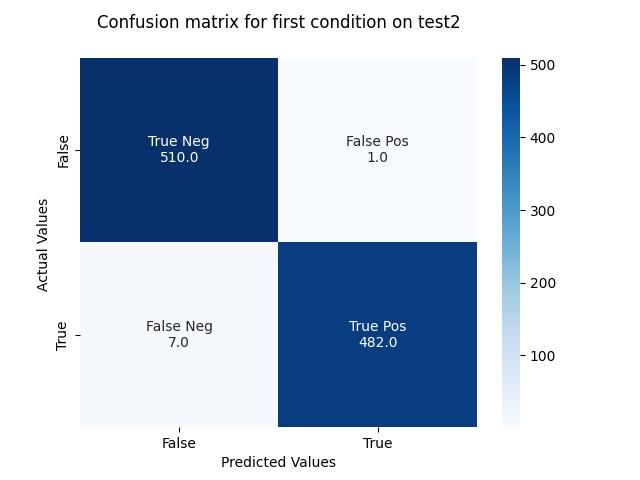 Confusion matrix for first condition on test2
Actual Values
False
True
True Neg
510.0
False Pos
1.0
False Neg
7.0
True Pos
482.0
False
True
Predicted Values
500
400
300
200
100